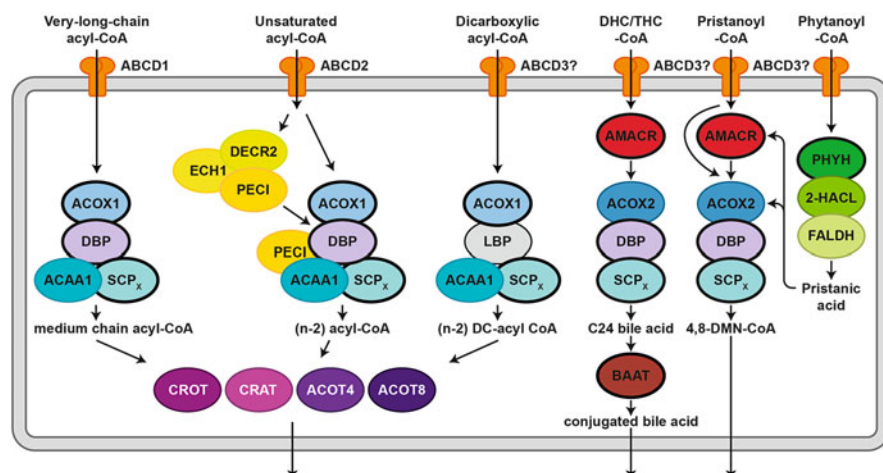 Very-long-chain
acyl-CoA
Unsaturated
acyl-CoA
Dicarboxylic
acyl-CoA
DHC/THC
-CoA
Pristanoyl
-CoA
Phytanoyl
-CoA
ABCD1
ABCD2
ABCD3?
ABCD3?
ABCD3?
AMACR
AMACR
DECR2
ECH1
PECI
PHYH
2-HACL
FALDH
ACOX1
ACOX1
ACOX1
ACOX2
ACOX2
DBP
PECI
DBP
LBP
DBP
DBP
ACAA1
SCPX
ACAA1
SCPX
ACAA1
SCPX
SCPX
SCPX
Pristanic
acid
medium chain acyl-CoA
(n-2) acyl-CoA
(n-2) DC-acyl CoA
C24 bile acid
4,8-DMN-CoA
CROT
CRAT
ACOT4
ACOT8
BAAT
conjugated bile acid